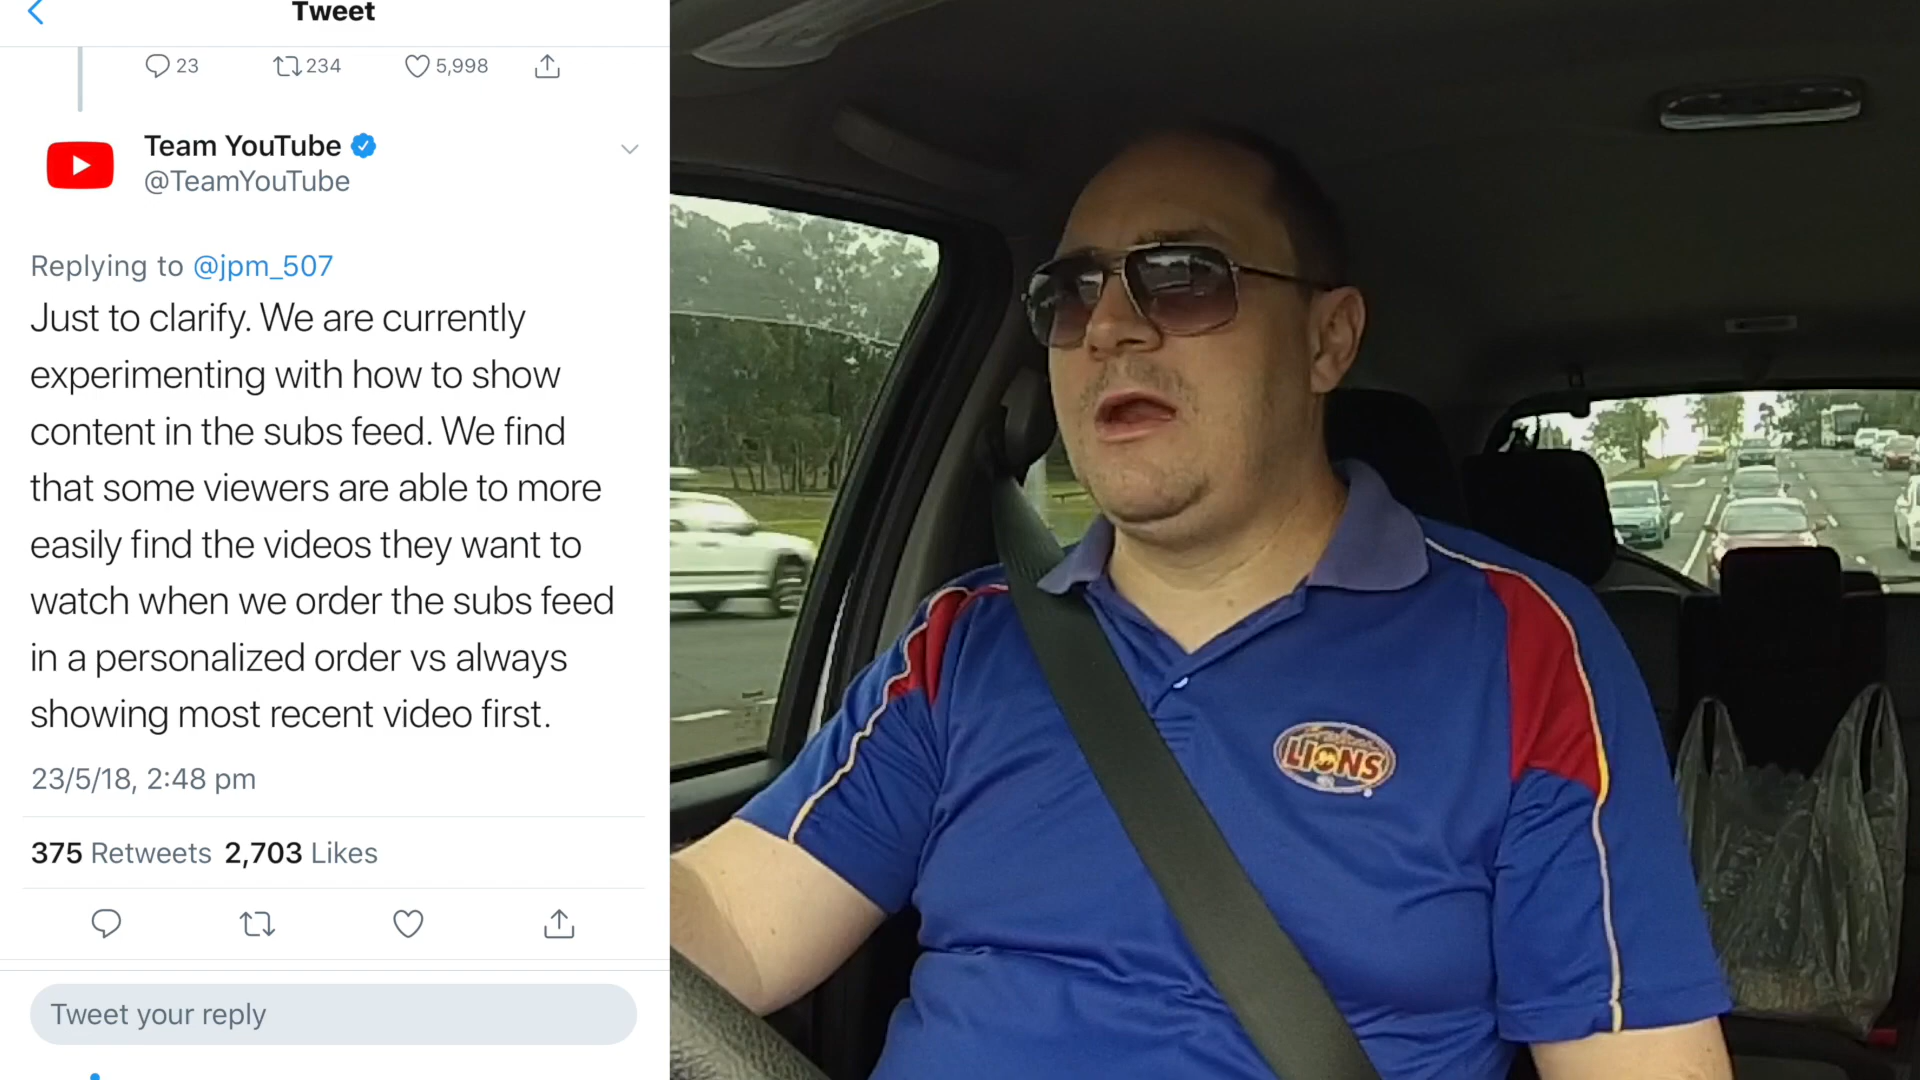 Tweet
23 234 5,998
Team YouTube
@TeamYouTube
Replying to @jpm_507
Just to clarify. We are currently
experimenting with how to show
content in the subs feed. We find
that some viewers are able to more
easily find the videos they want to
watch when we order the subs feed
in a personalized order vs always
showing most recent video first.
23/5/18, 2:48 pm
375 Retweets 2,703 Likes
Tweet your reply
LIONS